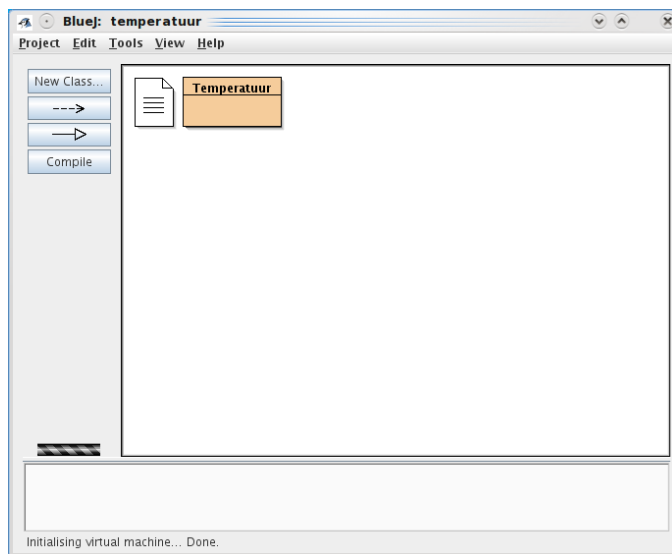 BlueJ: temperatuur
Project Edit Tools View Help
New Class...
Temperatuur
Compile
Initialising virtual machine... Done.